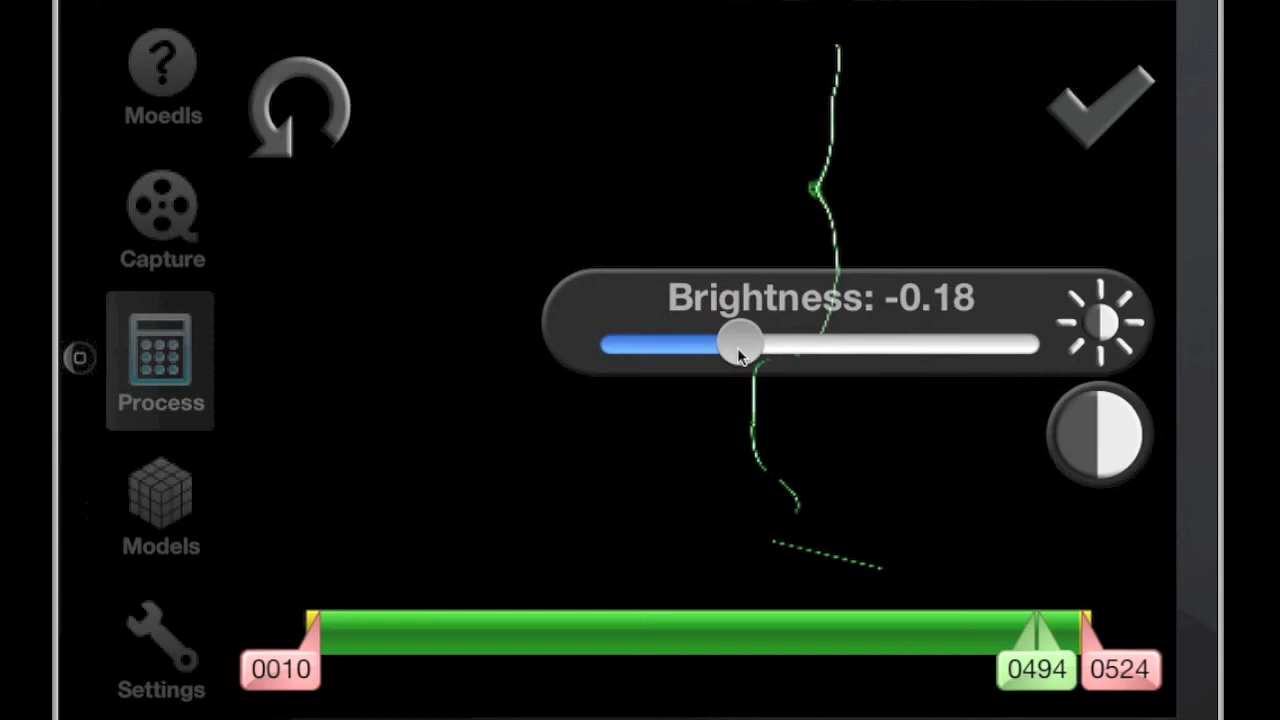 Moedls
Capture
Process
Models
Settings
Brightness: -0.18
0010
0494
0524